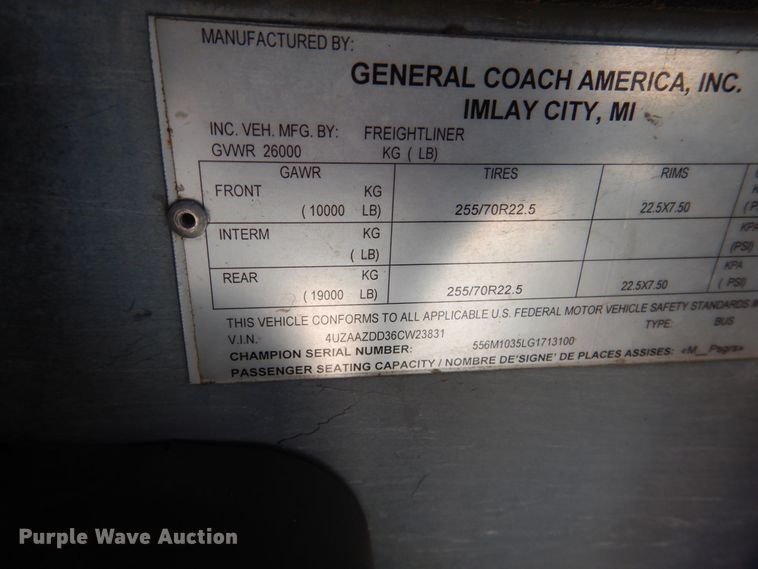 MANUFACTURED BY:
GENERAL COACH AMERICA, INC.
IMLAY CITY, MI
INC. VEH. MFG. BY: FREIGHTLINER
GVWR 26000 KG ( LB)
GAWR TIRES RIMS
FRONT KG
( 10000 LB) 255/70R22.5 22.5X7.50
INTERM KG KPA
( LB) (PSI)
REAR KG KPA
( 19000 LB) 255/70R22.5 22.5X7.50 ( PSI)
THIS VEHICLE CONFORMS TO ALL APPLICABLE U.S. FEDERAL MOTOR VEHICLE SAFETY STANDARDS
V.I.N. 4UZAAZDD36CW23831 TYPE: BUS
CHAMPION SERIAL NUMBER: 556M1035LG1713100
PASSENGER SEATING CAPACITY / NOMBRE DE'SIGNE' DE PLACES ASSISES: «M__Psgrs»
Purple Wave Auction